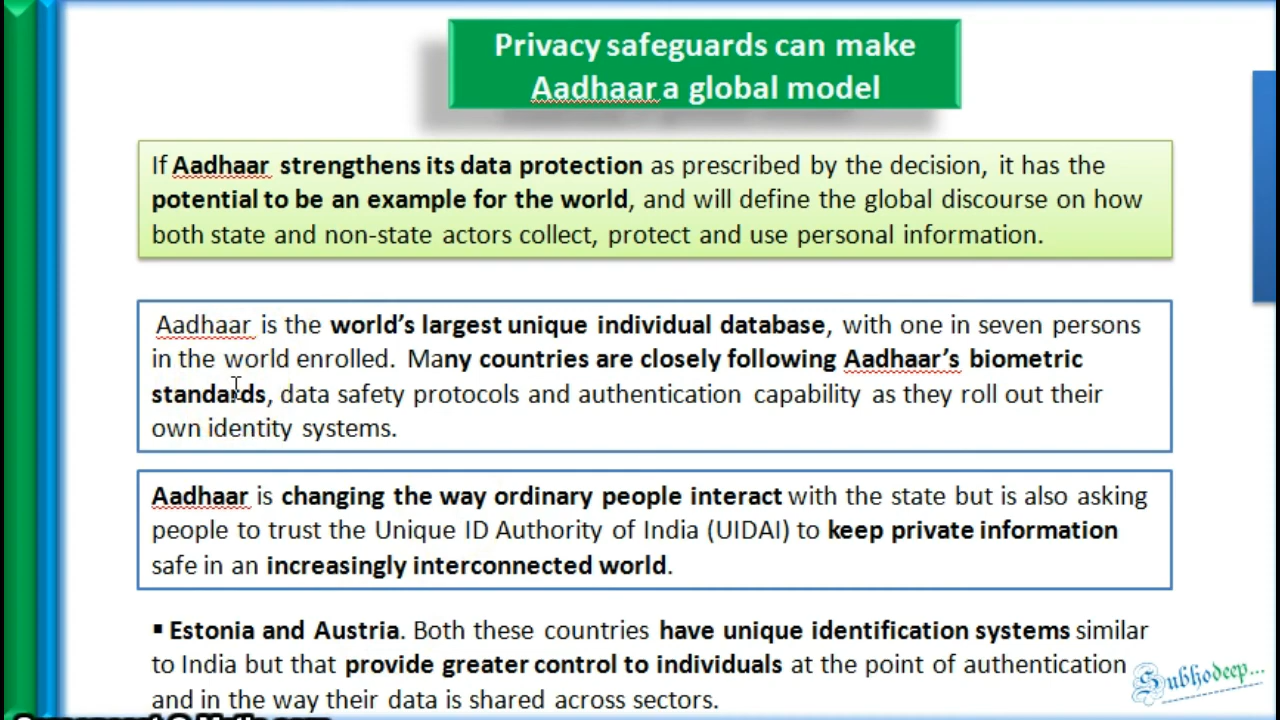 Privacy safeguards can make
Aadhaar a global model
If Aadhaar strengthens its data protection as prescribed by the decision, it has the
potential to be an example for the world, and will define the global discourse on how
both state and non-state actors collect, protect and use personal information.
Aadhaar is the world's largest unique individual database, with one in seven persons
in the world enrolled. Many countries are closely following Aadhaar's biometric
standards, data safety protocols and authentication capability as they roll out their
own identity systems.
Aadhaar is changing the way ordinary people interact with the state but is also asking
people to trust the Unique ID Authority of India (UIDAI) to keep private information
safe in an increasingly interconnected world.
▪ Estonia and Austria. Both these countries have unique identification systems similar
to India but that provide greater control to individuals at the point of authentication
and in the way their data is shared across sectors.
Subhodeep...